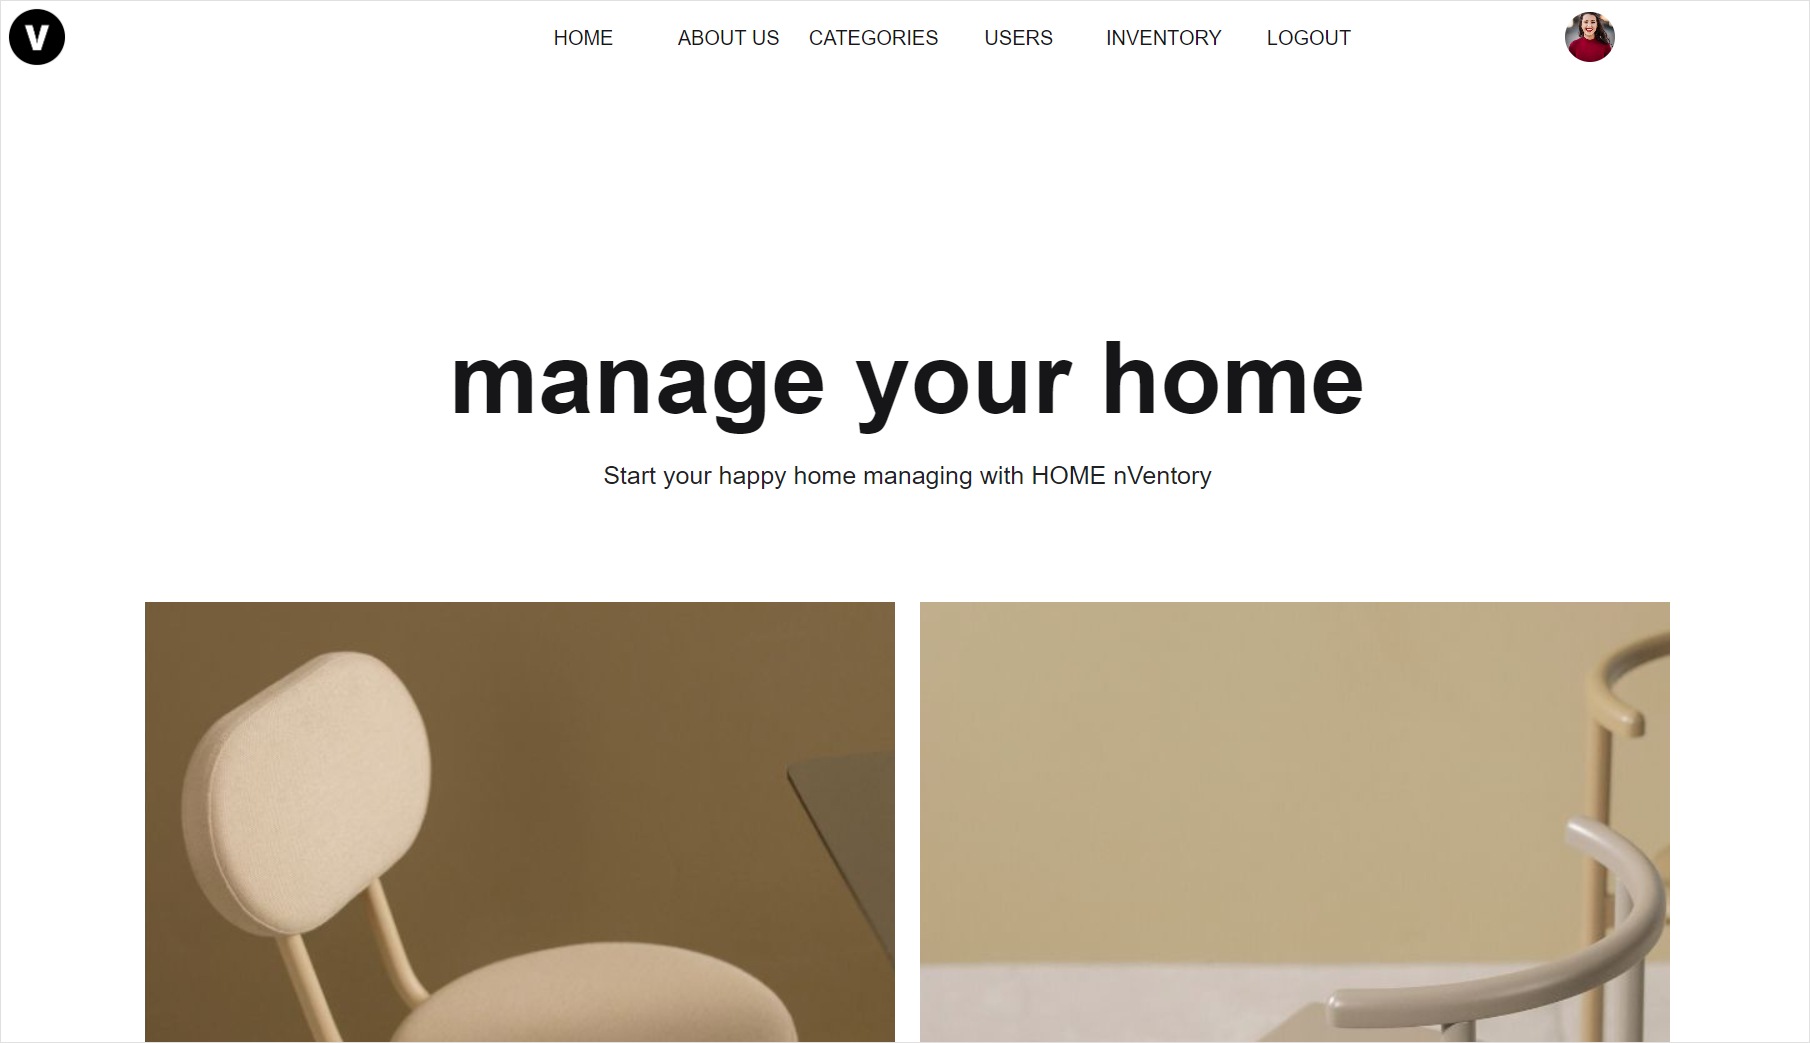 V
HOME ABOUT US CATEGORIES USERS INVENTORY LOGOUT
manage your home
Start your happy home managing with HOME nVentory